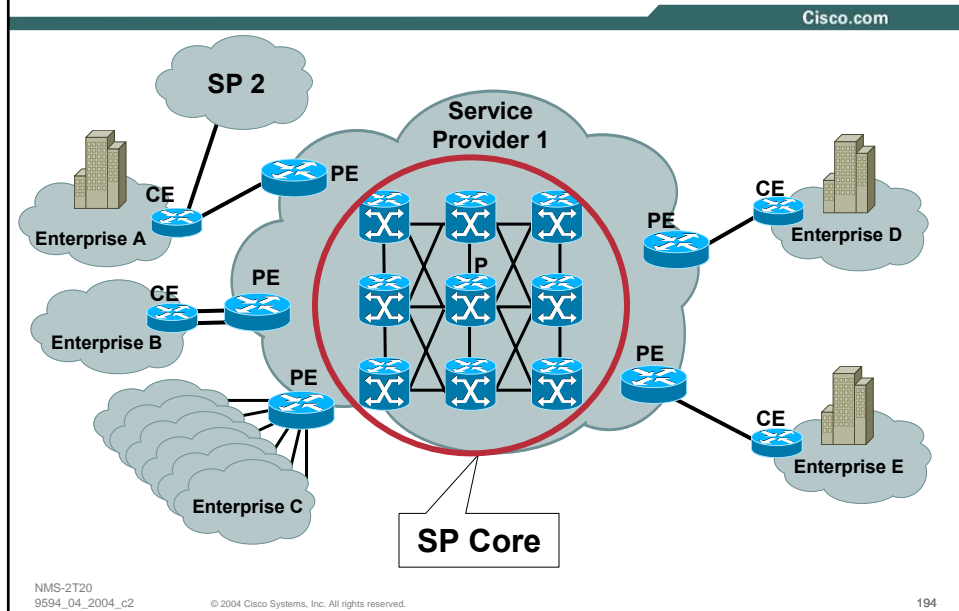 Cisco.com
SP 2
Service
Provider 1
PE
CE
Enterprise A
CE
Enterprise D
PE
P
PE
CE
Enterprise B
PE
PE
CE
Enterprise C
Enterprise E
SP Core
NMS-2T20
9594_04_2004_c2
© 2004 Cisco Systems, Inc. All rights reserved.
194